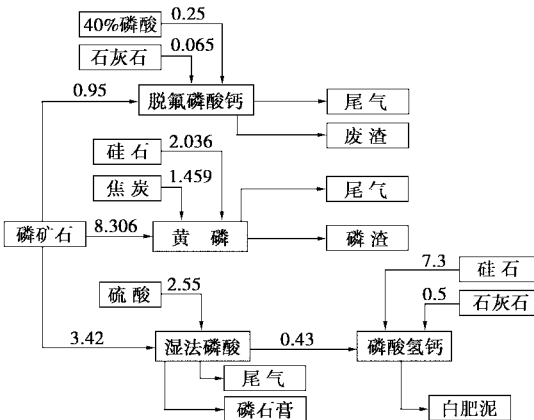 40%磷酸 0.25
石灰石 0.065
0.95 脱氟磷酸钙 尾气
废渣
硅石 2.036
焦炭 1.459 尾气
磷矿石 8.306 黄磷 磷渣
7.3 硅石
硫酸 2.55 0.5 石灰石
3.42 湿法磷酸 0.43 磷酸氢钙
尾气
磷石膏 白肥泥